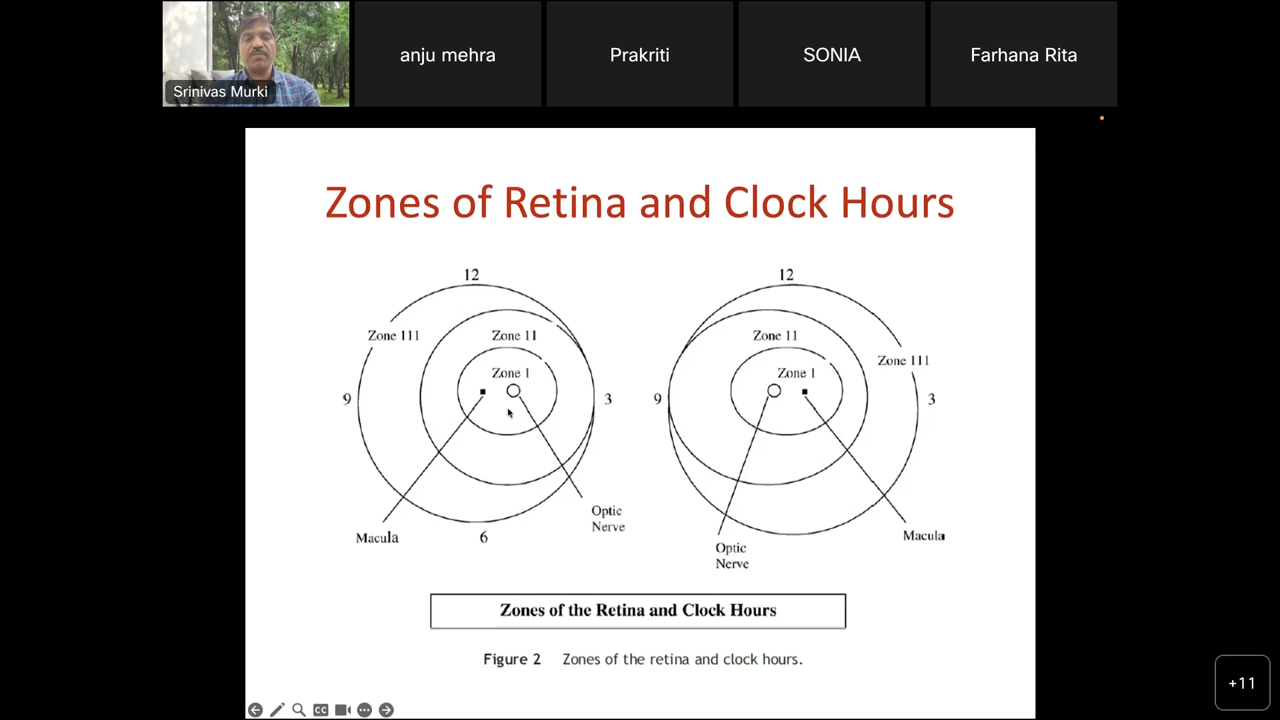 Srinivas Murki
anju mehra
Prakriti
SONIA
Farhana Rita
Zones of Retina and Clock Hours
12
12
Zone 111
Zone 11
Zone 11
Zone 111
Zone 1
Zone 1
9
3
9
3
Optic
Nerve
Macula
6
Macula
Optic
Nerve
Zones of the Retina and Clock Hours
Figure 2 Zones of the retina and clock hours.
CC
+11